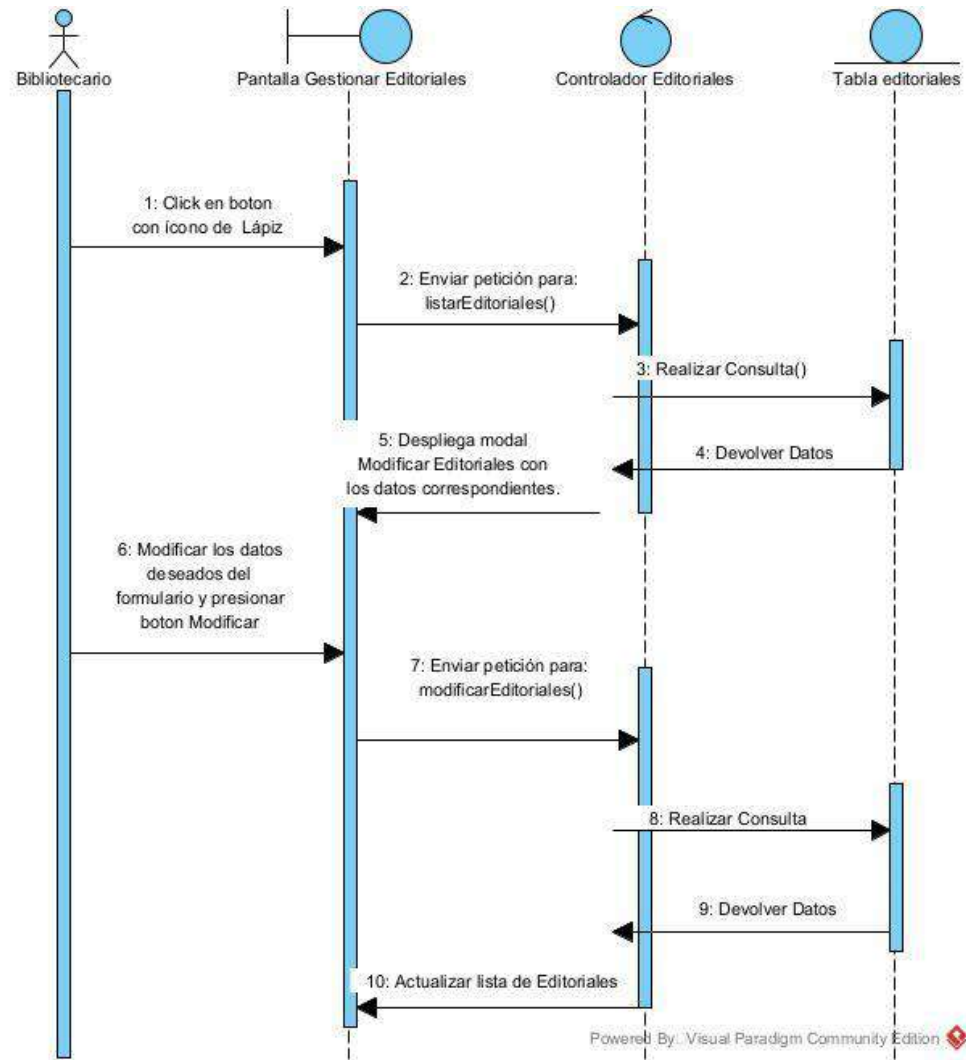 Bibliotecario
Pantalla Gestionar Editoriales
Controlador Editoriales
Tabla editoriales
1: Click en boton
con ícono de Lápiz
2: Enviar petición para:
listarEditoriales()
3: Realizar Consulta()
4: Devolver Datos
5: Despliega modal
Modificar Editoriales con
los datos correspondientes.
6: Modificar los datos
deseados del
formulario y presionar
boton Modificar
7: Enviar petición para:
modificarEditoriales()
8: Realizar Consulta
9: Devolver Datos
10: Actualizar lista de Editoriales
Powered By: Visual Paradigm Community Edition